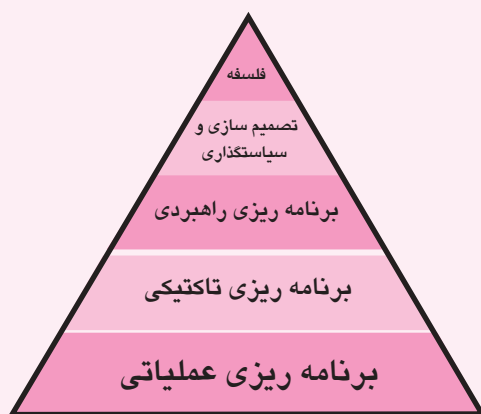 فلسفه
تصمیم سازی و
سیاستگذاری
برنامه ریزی راهبردی
برنامه ریزی تاکتیکی
برنامه ریزی عملیاتی